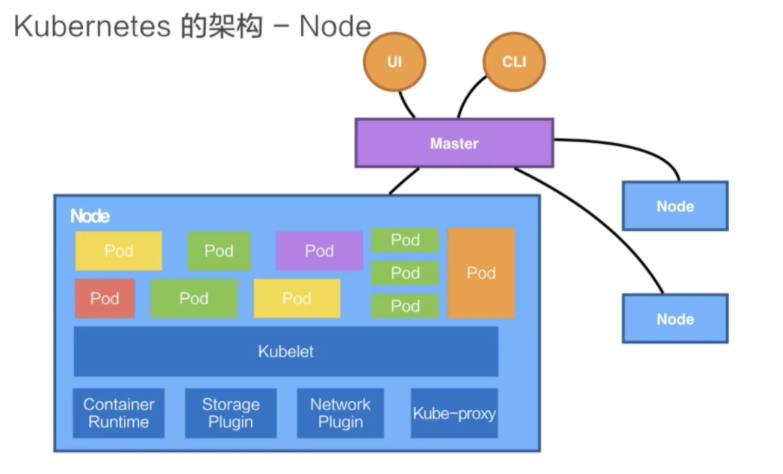 Kubernetes 的架构 – Node
UI
CLI
Master
Node
Node
Node
Pod
Pod
Pod
Pod
Pod
Pod
Pod
Pod
Pod
Pod
Pod
Kubelet
Container
Runtime
Storage
Plugin
Network
Plugin
Kube-proxy